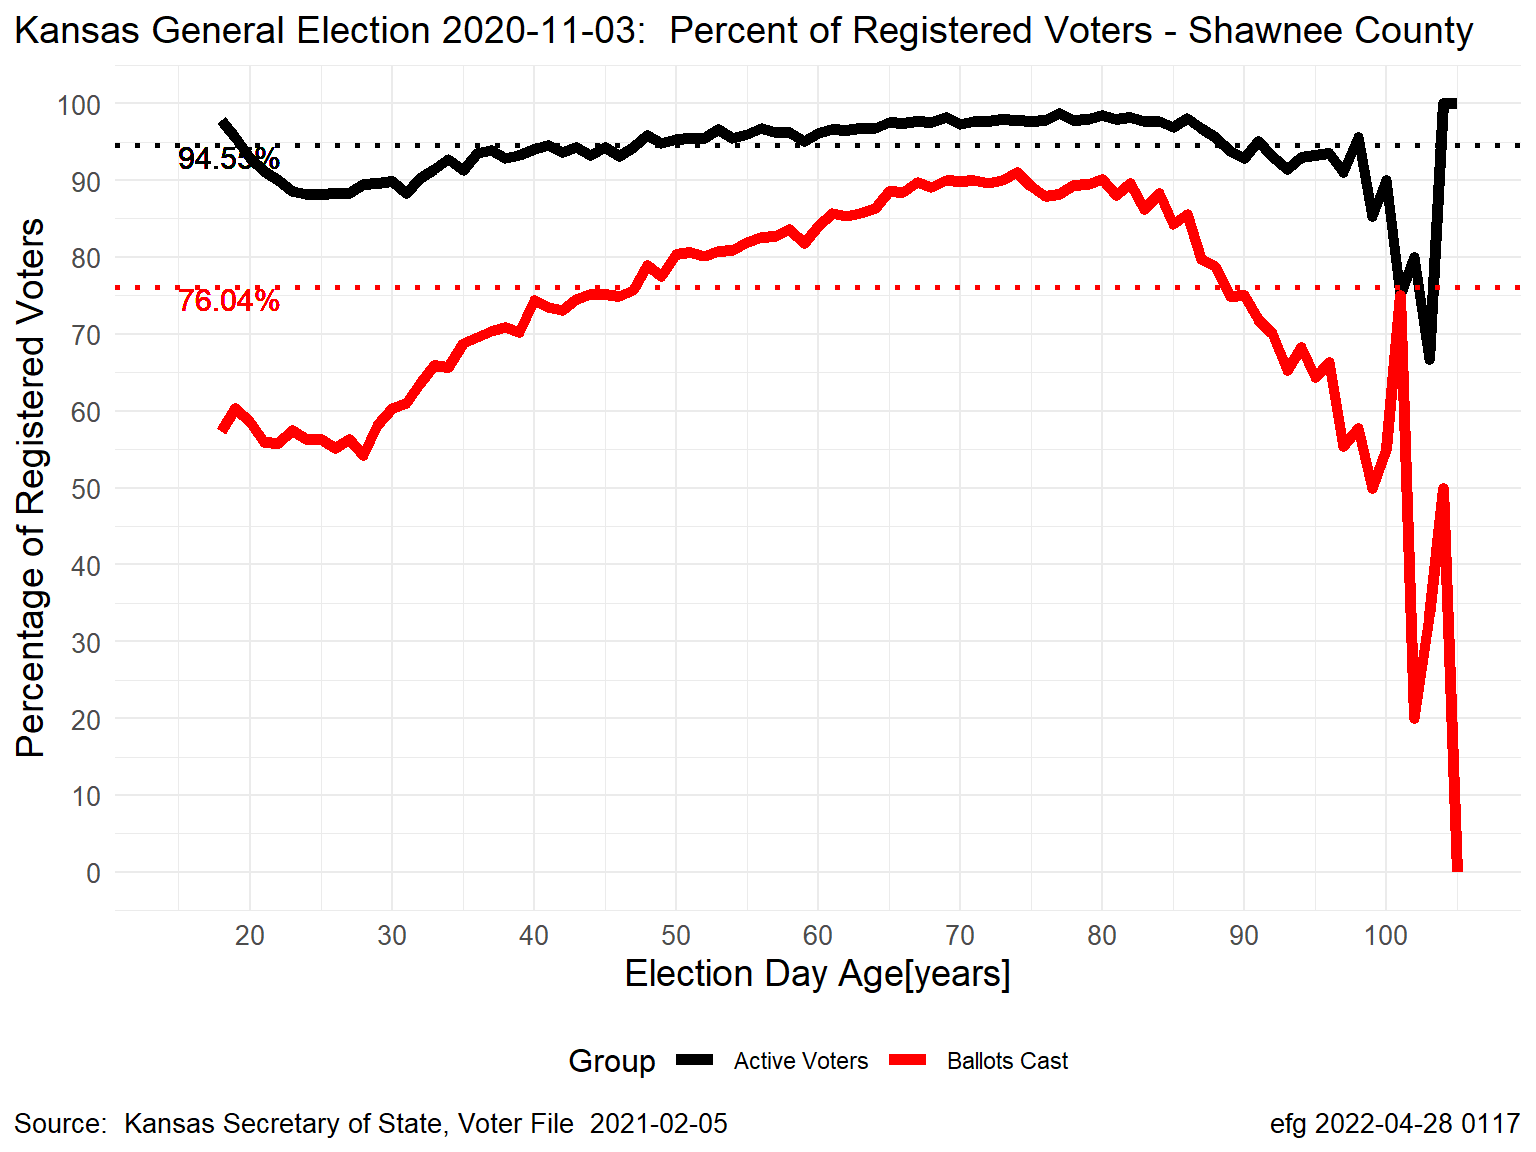 Kansas General Election 2020-11-03:  Percent of Registered Voters - Shawnee County
Percentage of Registered Voters
100
90
80
70
60
50
40
30
20
10
0
94.53%
76.04%
20 30 40 50 60 70 80 90 100
Election Day Age[years]
Group Active Voters Ballots Cast
Source:  Kansas Secretary of State, Voter File  2021-02-05
efg 2022-04-28 0117